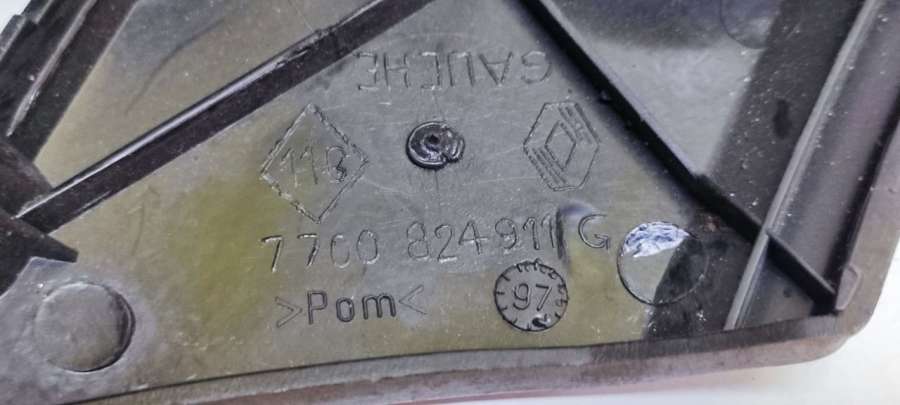 GAUCHE
118
7700 824911 G
>Pom<
97